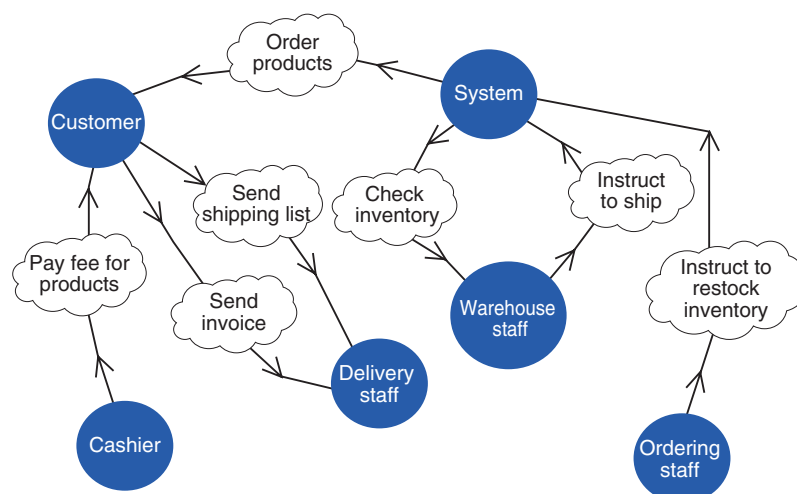 Order
products
System
Customer
Send
shipping list
Check
inventory
Instruct
to ship
Pay fee for
products
Send
invoice
Warehouse
staff
Instruct to
restock
inventory
Delivery
staff
Cashier
Ordering
staff